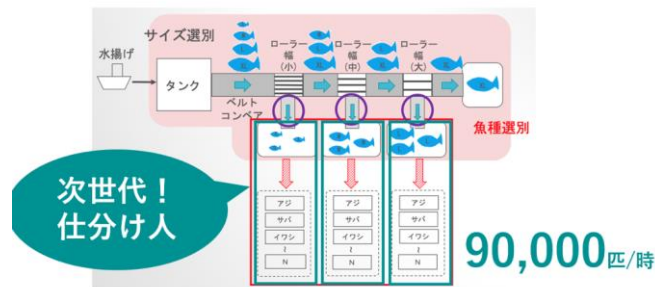 サイズ選別
水揚げ
タンク
ベルト
コンベア
ローラー
幅
(小)
ローラー
幅
(中)
ローラー
幅
(大)
魚種選別
次世代！
仕分け人
アジ
サバ
イワシ
～
N
アジ
サバ
イワシ
～
N
アジ
サバ
イワシ
～
N
90,000匹/時